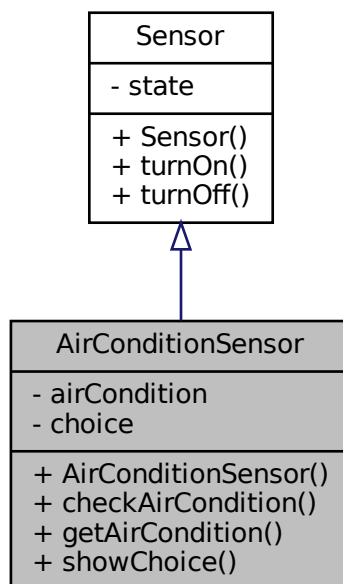 Sensor
- state
+ Sensor()
+ turnOn()
+ turnOff()
AirConditionSensor
- airCondition
- choice
+ AirConditionSensor()
+ checkAirCondition()
+ getAirCondition()
+ showChoice()